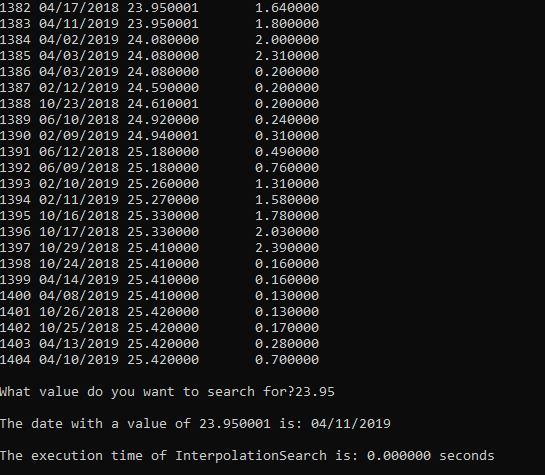 1382 04/17/2018 23.950001 1.640000
1383 04/11/2019 23.950001 1.800000
1384 04/02/2019 24.080000 2.000000
1385 04/03/2019 24.080000 2.310000
1386 04/03/2019 24.080000 0.200000
1387 02/12/2019 24.590000 0.200000
1388 10/23/2018 24.610001 0.200000
1389 06/10/2018 24.920000 0.240000
1390 02/09/2019 24.940001 0.310000
1391 06/12/2018 25.180000 0.490000
1392 06/09/2018 25.180000 0.760000
1393 02/10/2019 25.260000 1.310000
1394 02/11/2019 25.270000 1.580000
1395 10/16/2018 25.330000 1.780000
1396 10/17/2018 25.330000 2.030000
1397 10/29/2018 25.410000 2.390000
1398 10/24/2018 25.410000 0.160000
1399 04/14/2019 25.410000 0.160000
1400 04/08/2019 25.410000 0.130000
1401 10/26/2018 25.420000 0.130000
1402 10/25/2018 25.420000 0.170000
1403 04/13/2019 25.420000 0.280000
1404 04/10/2019 25.420000 0.700000
What value do you want to search for?23.95
The date with a value of 23.950001 is: 04/11/2019
The execution time of InterpolationSearch is: 0.000000 seconds